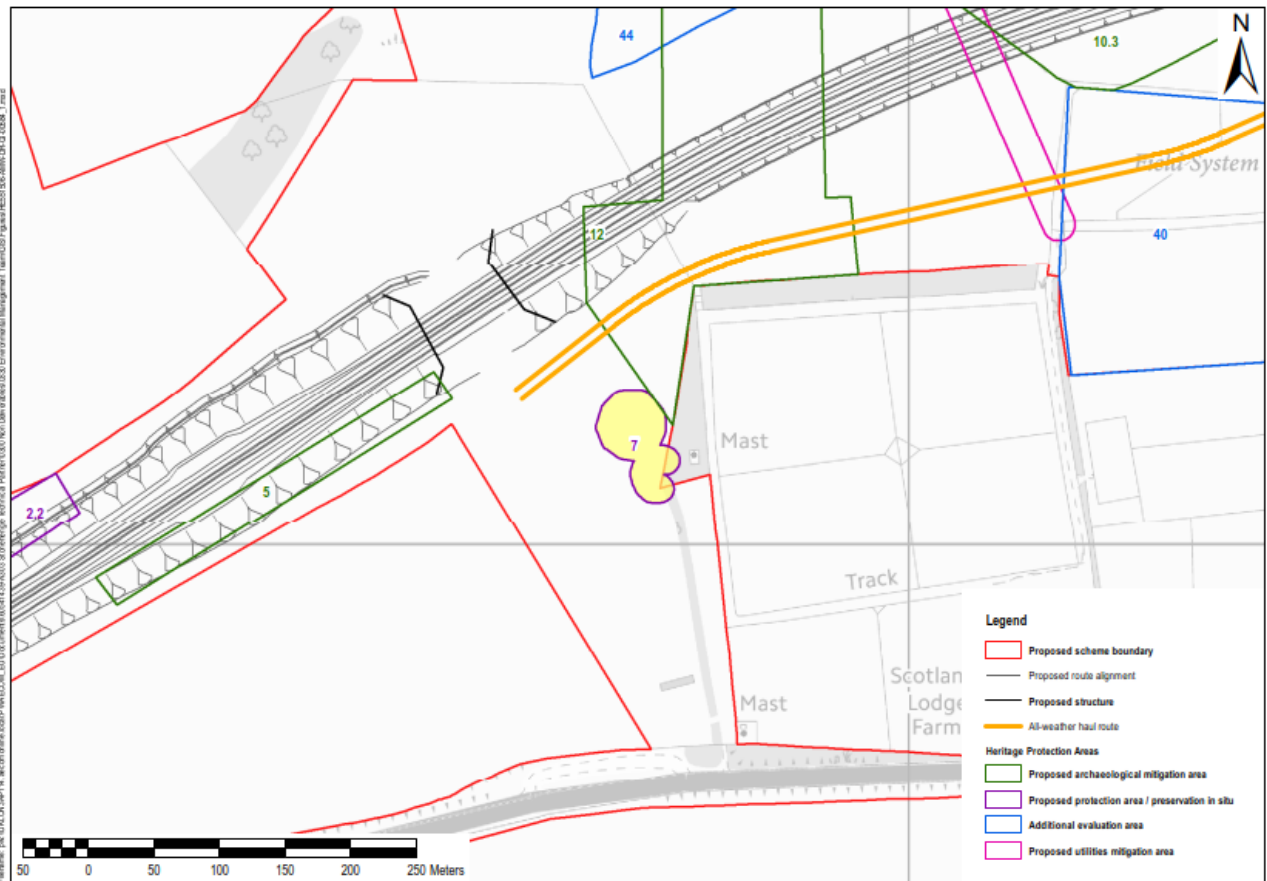 44
10.3
N
Field System
12
40
7
Mast
5
2.2
Track
Scotlan
Lodge
Farm
Mast
Legend
Proposed scheme boundary
Proposed route alignment
Proposed structure
All-weather haul route
Heritage Protection Areas
Proposed archaeological mitigation area
Proposed protection area / preservation in situ
Additional evaluation area
Proposed utilities mitigation area
50 0 50 100 150 200 250 Meters